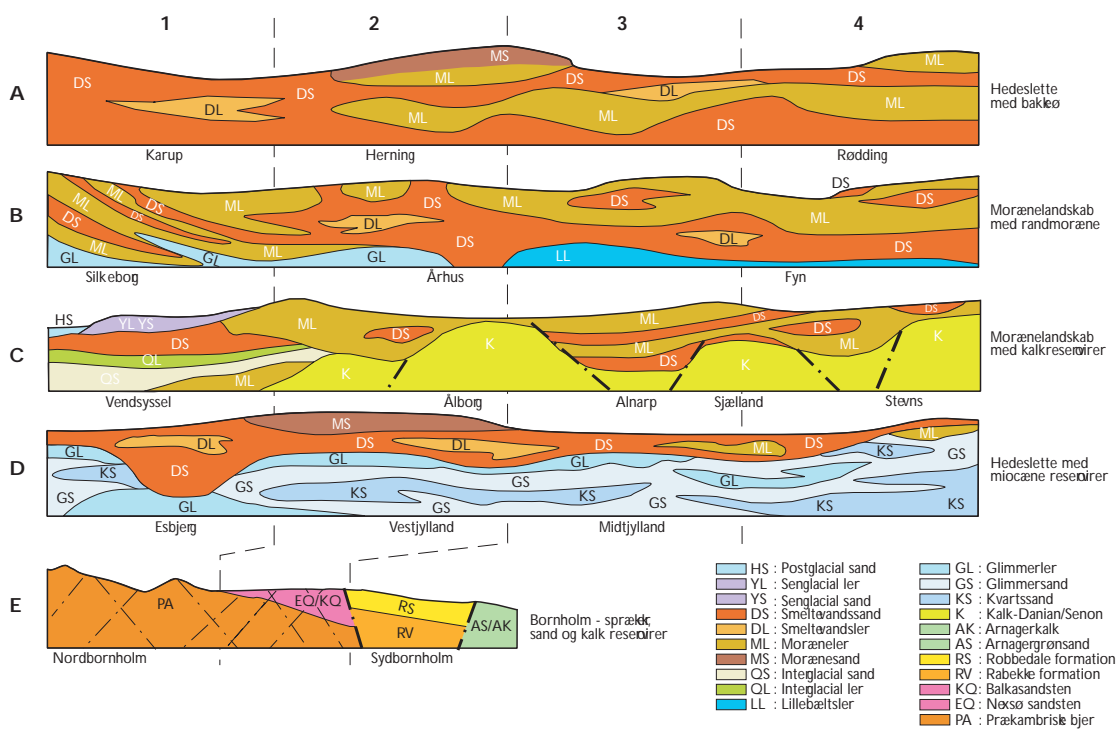 1 2 3 4
A
DS DL DS MS ML ML DS ML DL DS DS ML ML
Karup Herning Rødding
Hedeslette
med bakkeø
B
ML DS ML DS ML DS ML GL GL ML ML DS ML DL GL DS ML DS LL DL DS ML DS DS
Silkebog Århus Fyn
Morænelandskab
med randmoræne
C
HS YL YS DS QL QS ML ML K DS K ML DS ML DS K DS ML DS K
Vendsyssel Ålborg Alnarp Sjælland Stevns
Morænelandskab
med kalkreservoirer
D
GL KS GS DL DS GL MS DS GL KS DL GS GS DS GL KS GS ML GL DS KS KS ML GS KS
Esbjerg Vestjylland Midtjylland
Hedeslette med
miocæne reservoirer
E
PA EQ/KQ RS RV AS/AK
Nordbornholm Sydbornholm
Bornholm - sprække,
sand og kalk reservoirer
HS : Postglacial sand
YL : Senglacial ler
YS : Senglacial sand
DS : Smeltevandssand
DL : Smeltevandsler
ML : Moræneler
MS : Morænesand
QS : Interglacial sand
QL : Interglacial ler
LL : Lillebæltsler
GL : Glimmerler
GS : Glimmersand
KS : Kvartssand
K : Kalk-Danian/Senon
AK : Arnagerkalk
AS : Arnagergrønsand
RS : Robbedale formation
RV : Rabekke formation
KQ : Balkasandsten
EQ : Nexsø sandsten
PA : Prækambrisk bjer